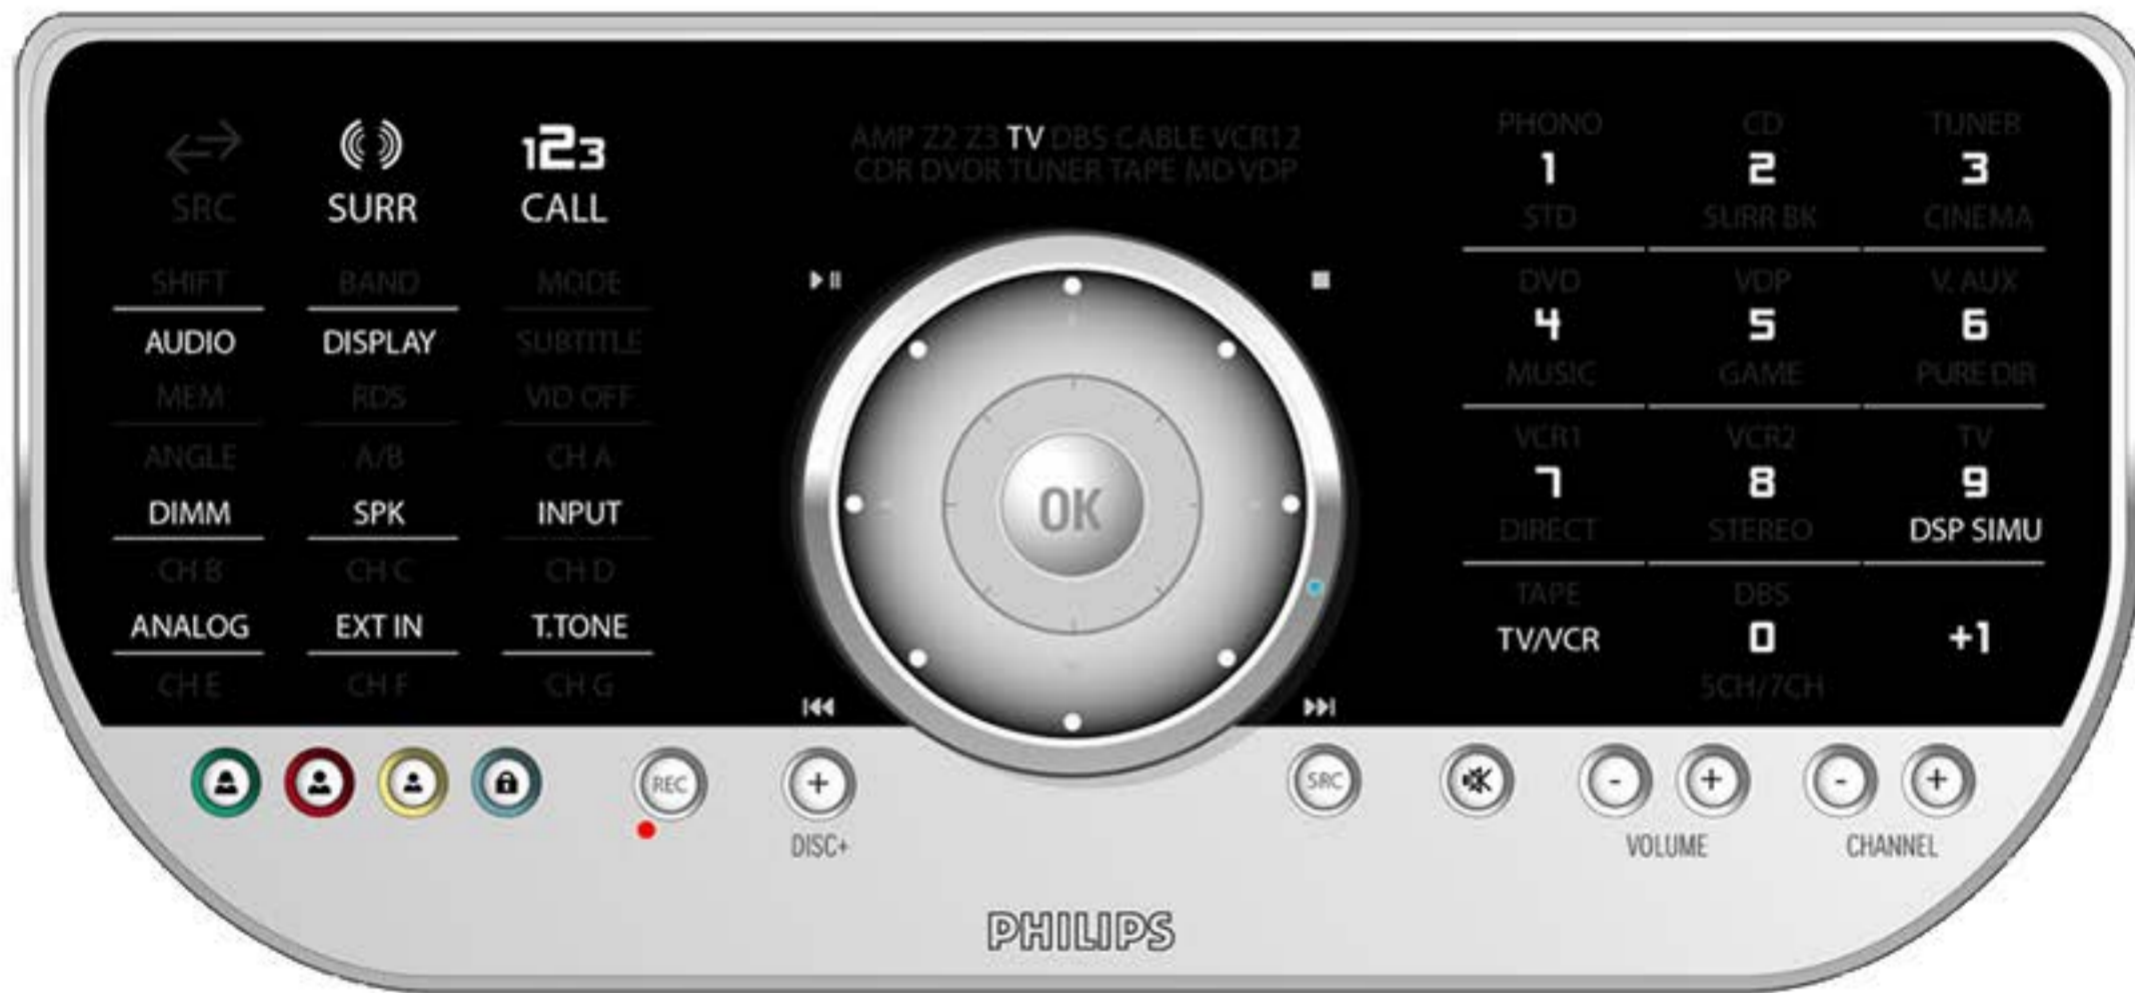 SRC
SURR
123
CALL
SHIFT
BAND
MODE
AUDIO
DISPLAY
SUBTITLE
MEM
RDS
VID OFF
ANGLE
A/B
CH A
DIMM
SPK
INPUT
CH B
CH C
CH D
ANALOG
EXT IN
T.TONE
CH E
CH F
CH G
AMP Z2 Z3 TV DBS CABLE VCR12
CDR DVDR TUNER TAPE MD VDP
OK
PHONO
CD
TUNER
1
2
3
STD
SURR BK
CINEMA
DVD
VDP
V. AUX
4
5
6
MUSIC
GAME
PURE DIR
VCR1
VCR2
TV
7
8
9
DIRECT
STEREO
DSP SIMU
TAPE
DBS
TV/VCR
0
+1
5CH/7CH
REC
+
SRC
-
+
-
+
DISC+
VOLUME
CHANNEL
PHILIPS